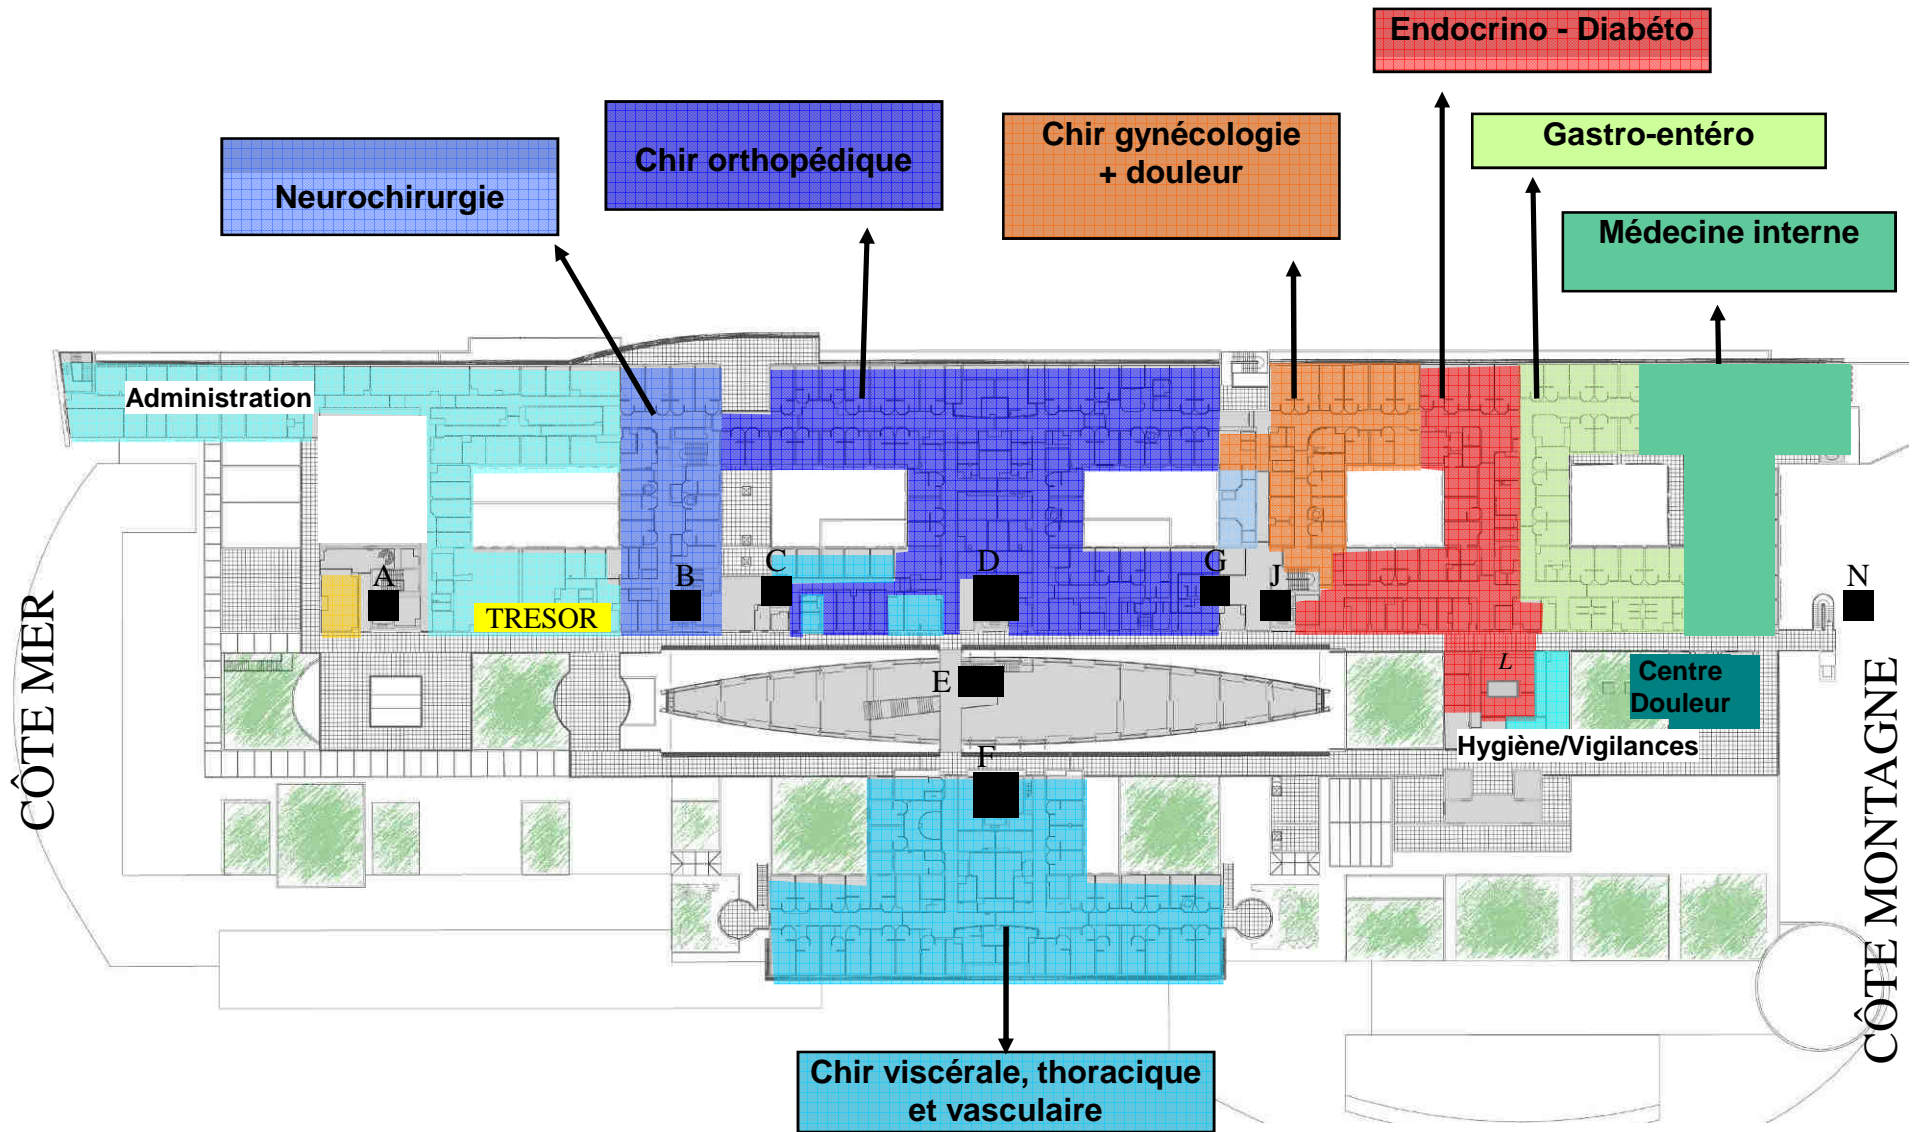 Endocrino - Diabéto
Chir orthopédique
Chir gynécologie
+ douleur
Gastro-entéro
Neurochirurgie
Médecine interne
Administration
A
B
C
D
G
J
N
TRESOR
E
L
Centre
Douleur
Hygiène/Vigilances
F
CÔTE MER
CÔTE MONTAGNE
Chir viscérale, thoracique
et vasculaire